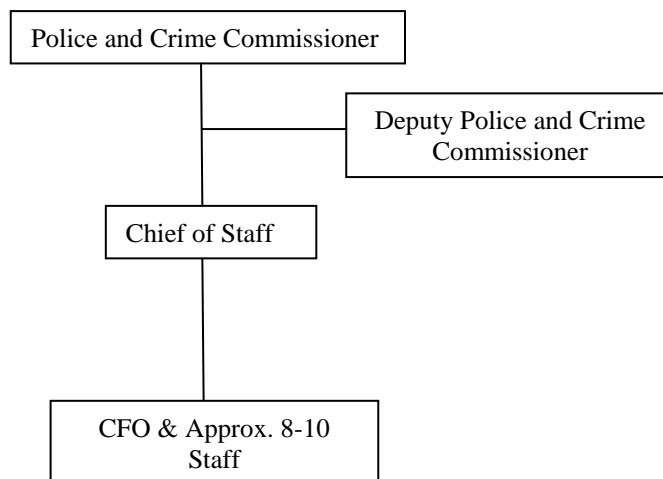 Police and Crime Commissioner
Deputy Police and Crime
Commissioner
Chief of Staff
CFO & Approx. 8-10
Staff